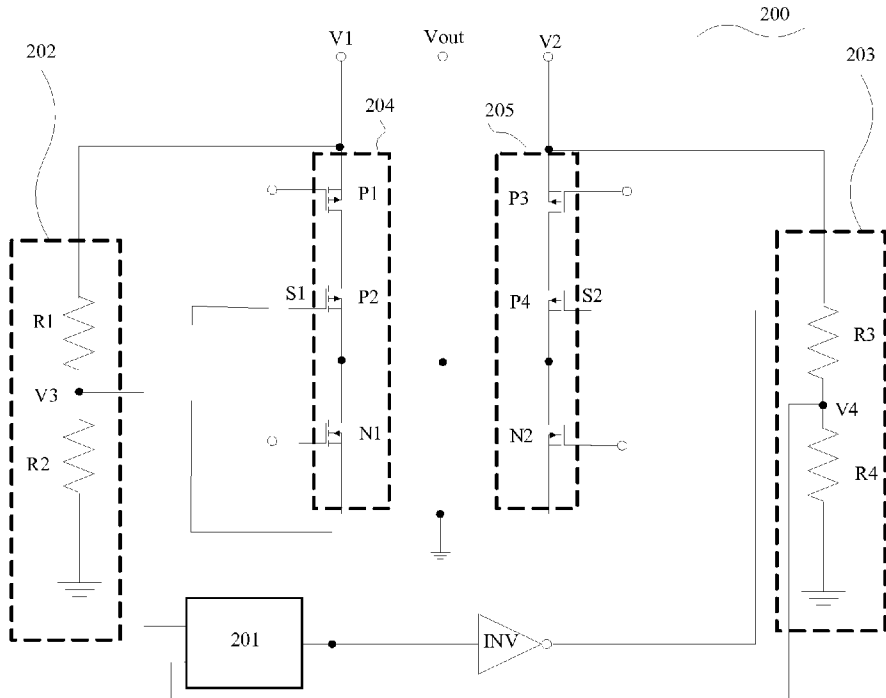 200
V1 Vout V2
202
203
204
205
P1 P3
S1 P2 P4 S2
R1 R3
V3 V4
N1 N2
R2 R4
201 INV